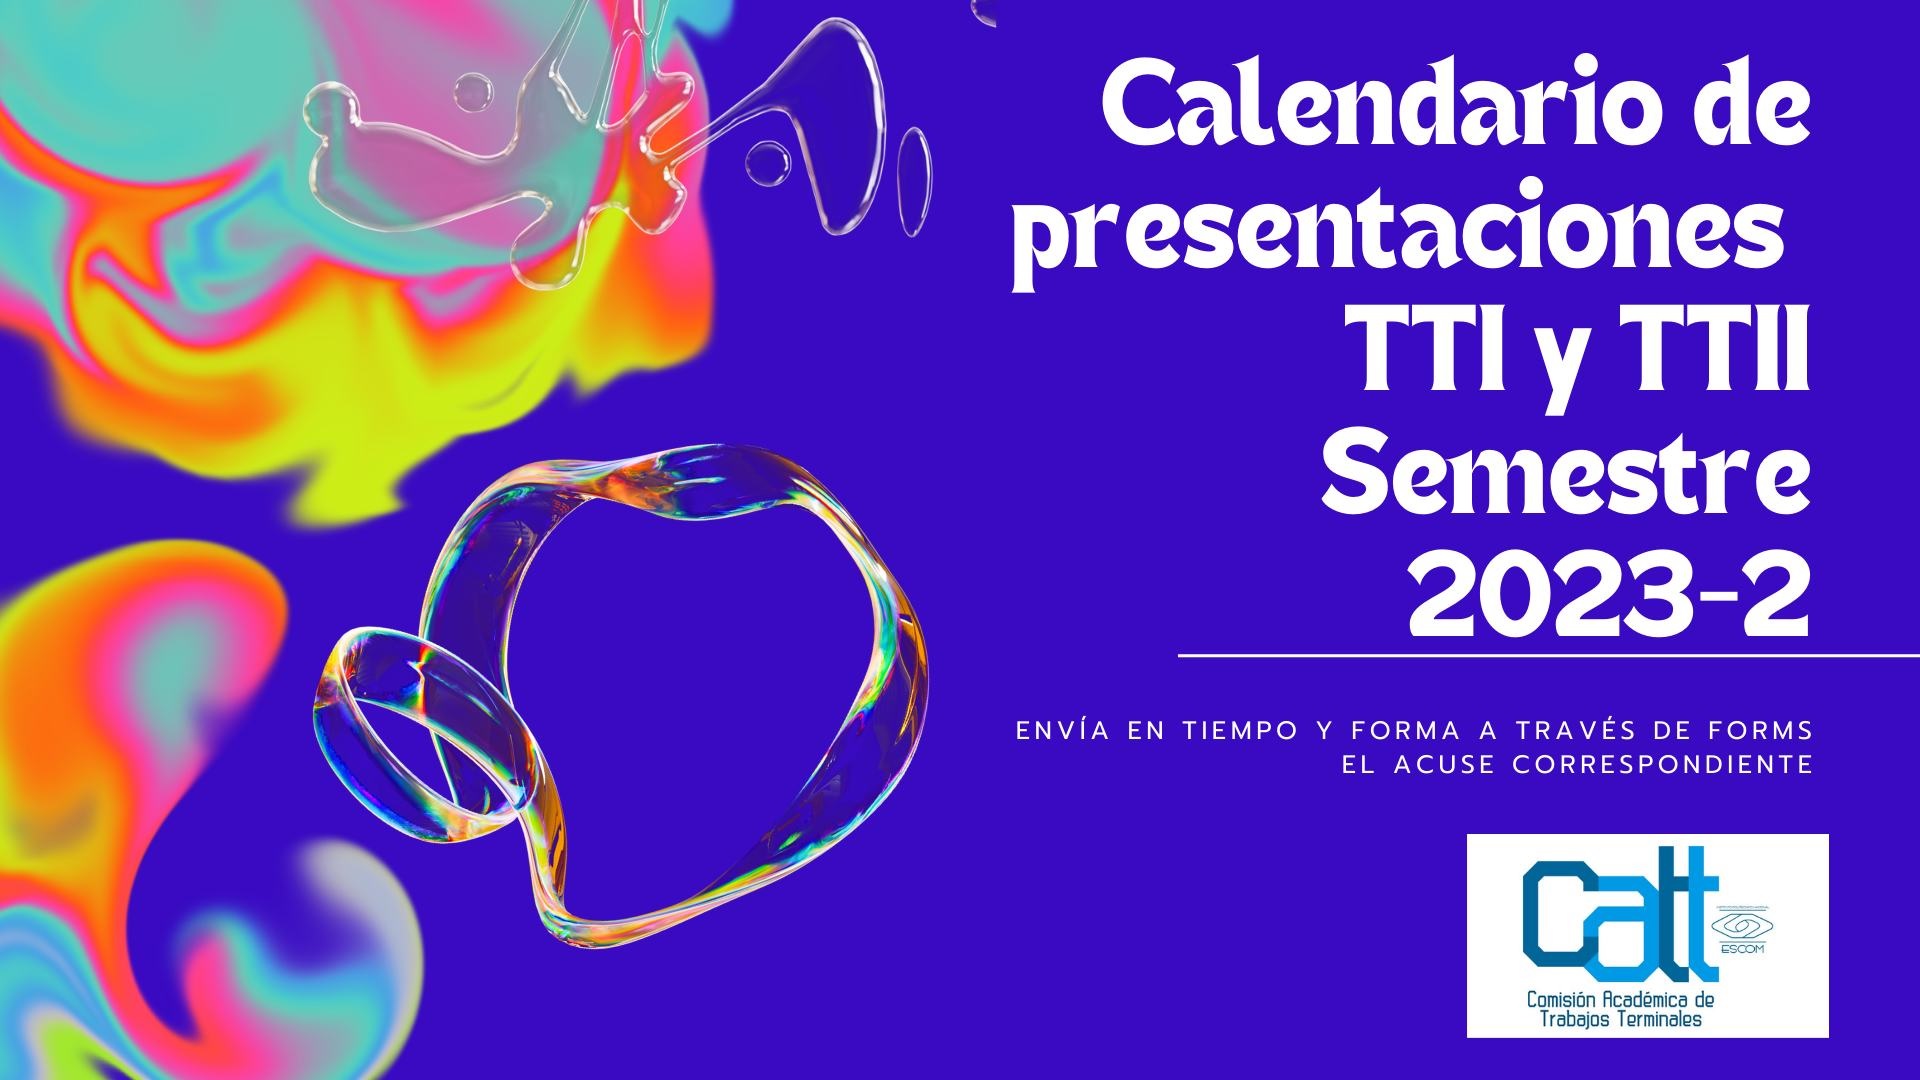 Calendario de
presentaciones
TTI y TTII
Semestre
2023-2
ENVÍA EN TIEMPO Y FORMA A TRAVÉS DE FORMS
EL ACUSE CORRESPONDIENTE
catt
ESCOM
Comisión Académica de
Trabajos Terminales